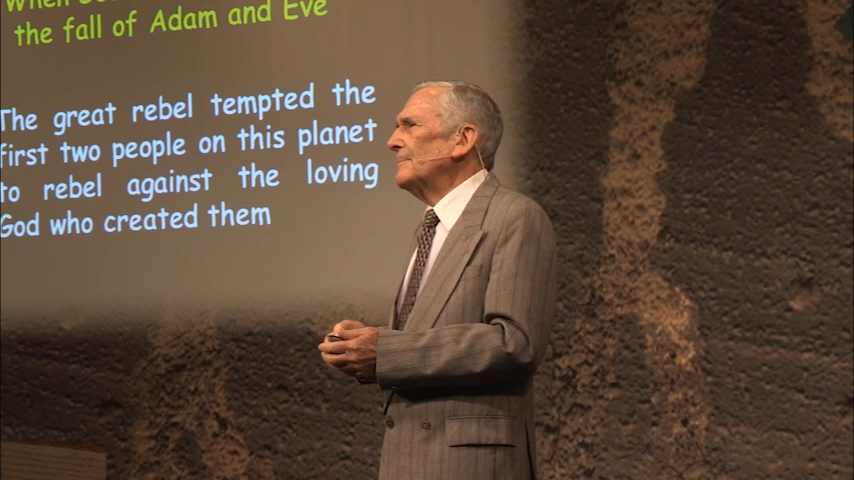 When
the fall of Adam and Eve
The great rebel tempted the
first two people on this planet
to rebel against the loving
God who created them